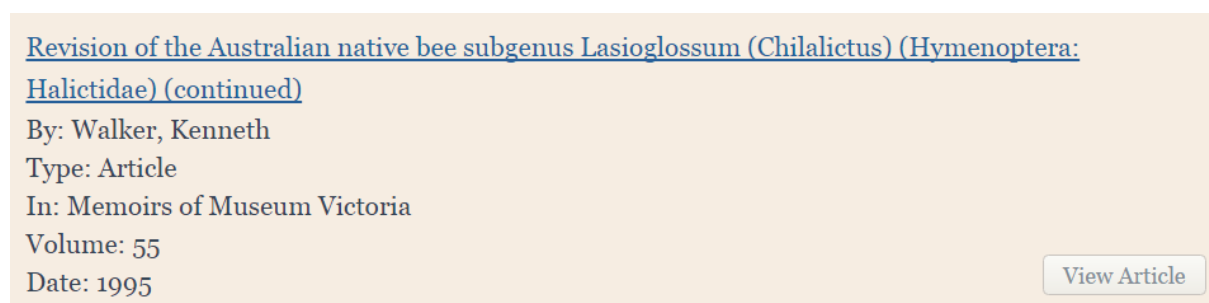 Revision of the Australian native bee subgenus Lasioglossum (Chilalictus) (Hymenoptera:
Halictidae) (continued)
By: Walker, Kenneth
Type: Article
In: Memoirs of Museum Victoria
Volume: 55
Date: 1995
View Article